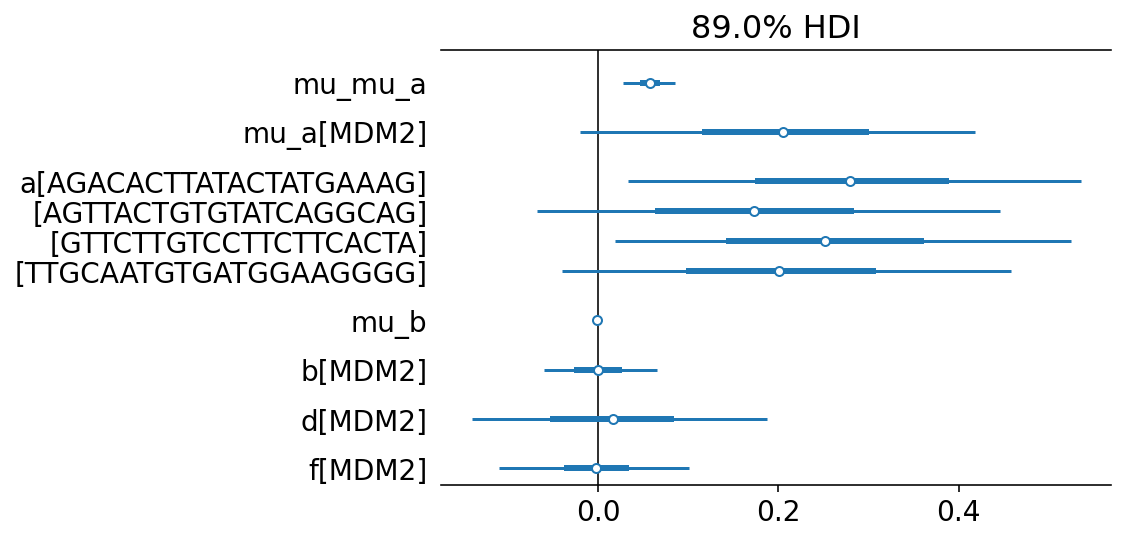 89.0% HDI
mu_mu_a
mu_a[MDM2]
a[AGACACTTATACTATGAAAG]
[AGTTACTGTGTATCAGGCAG]
[GTTCTTGTCCTTCTTCACTA]
[TTGCAATGTGATGGAAGGGG]
mu_b
b[MDM2]
d[MDM2]
f[MDM2]
0.0 0.2 0.4